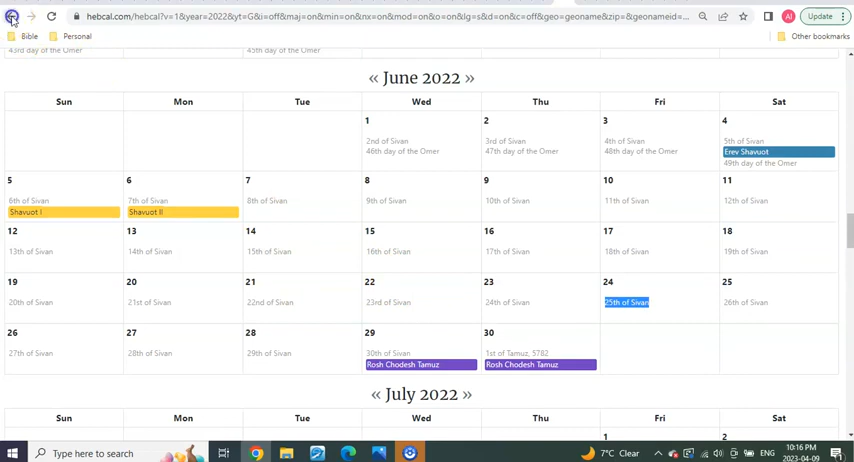 hebcal.com/hebcal?v=1&year=2022&yt=G&i=off&maj=on&min=on&nx=on&mod=on&o=on&lg=s&d=on&c=off&geo=geoname&zip=&geonameid=...
AI
Update
Bible
Personal
Other bookmarks
43rd day of the Omer
45th day of the Omer
« June 2022 »
Sun Mon Tue Wed Thu Fri Sat
1 2 3 4
2nd of Sivan 3rd of Sivan 4th of Sivan 5th of Sivan
46th day of the Omer 47th day of the Omer 48th day of the Omer Erev Shavuot
49th day of the Omer
5 6 7 8 9 10 11
6th of Sivan 7th of Sivan 8th of Sivan 9th of Sivan 10th of Sivan 11th of Sivan 12th of Sivan
Shavuot I Shavuot II
12 13 14 15 16 17 18
13th of Sivan 14th of Sivan 15th of Sivan 16th of Sivan 17th of Sivan 18th of Sivan 19th of Sivan
19 20 21 22 23 24 25
20th of Sivan 21st of Sivan 22nd of Sivan 23rd of Sivan 24th of Sivan 25th of Sivan 26th of Sivan
26 27 28 29 30
27th of Sivan 28th of Sivan 29th of Sivan 30th of Sivan 1st of Tamuz, 5782
Rosh Chodesh Tamuz Rosh Chodesh Tamuz
« July 2022 »
Sun Mon Tue Wed Thu Fri Sat
1 2
Type here to search
7°C Clear
ENG
10:16 PM
2023-04-09